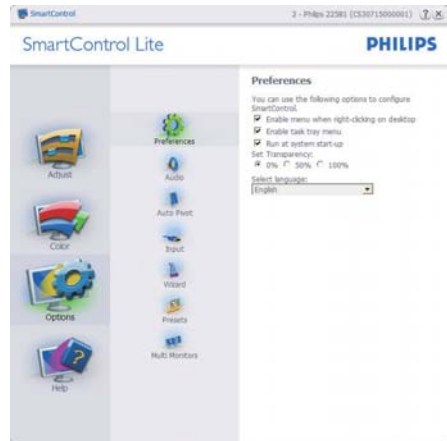 SmartControl
2 - Philips 225B1 (CS30715000001)
SmartControl Lite
PHILIPS
Adjust
Color
Options
Help
Preferences
Audio
Auto Pivot
Input
Wizard
Presets
Multi Monitors
Preferences
You can use the following options to configure
SmartControl.
Enable menu when right-clicking on desktop
Enable task tray menu
Run at system start-up
Set Transparency:
0% 50% 100%
Select language:
English